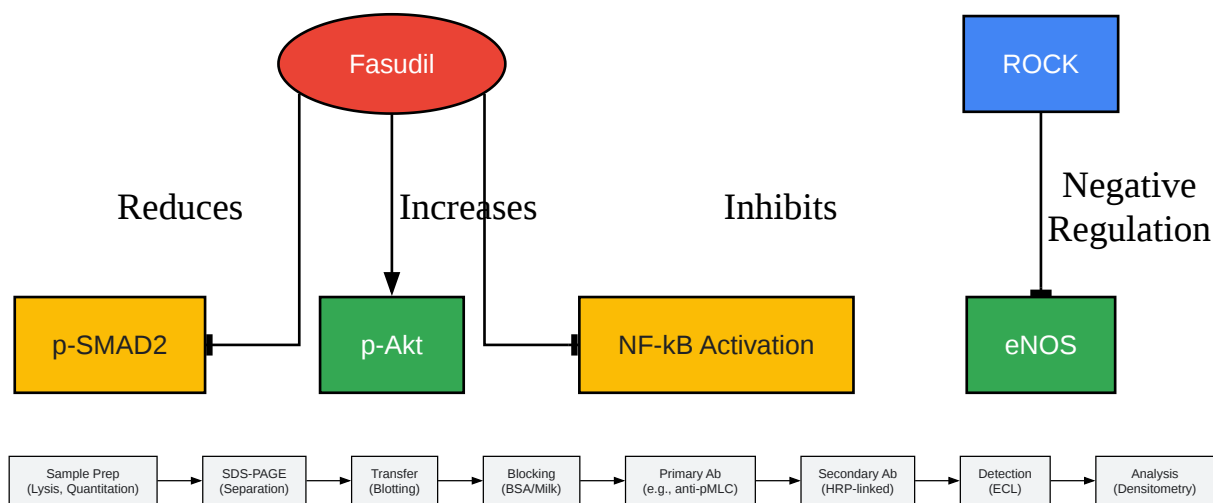 Fasudil
ROCK
Reduces
Increases
Inhibits
Negative
Regulation
p-SMAD2
p-Akt
NF-kB Activation
eNOS
Sample Prep
(Lysis, Quantitation)
SDS-PAGE
(Separation)
Transfer
(Blotting)
Blocking
(BSA/Milk)
Primary Ab
(e.g., anti-pMLC)
Secondary Ab
(HRP-linked)
Detection
(ECL)
Analysis
(Densitometry)